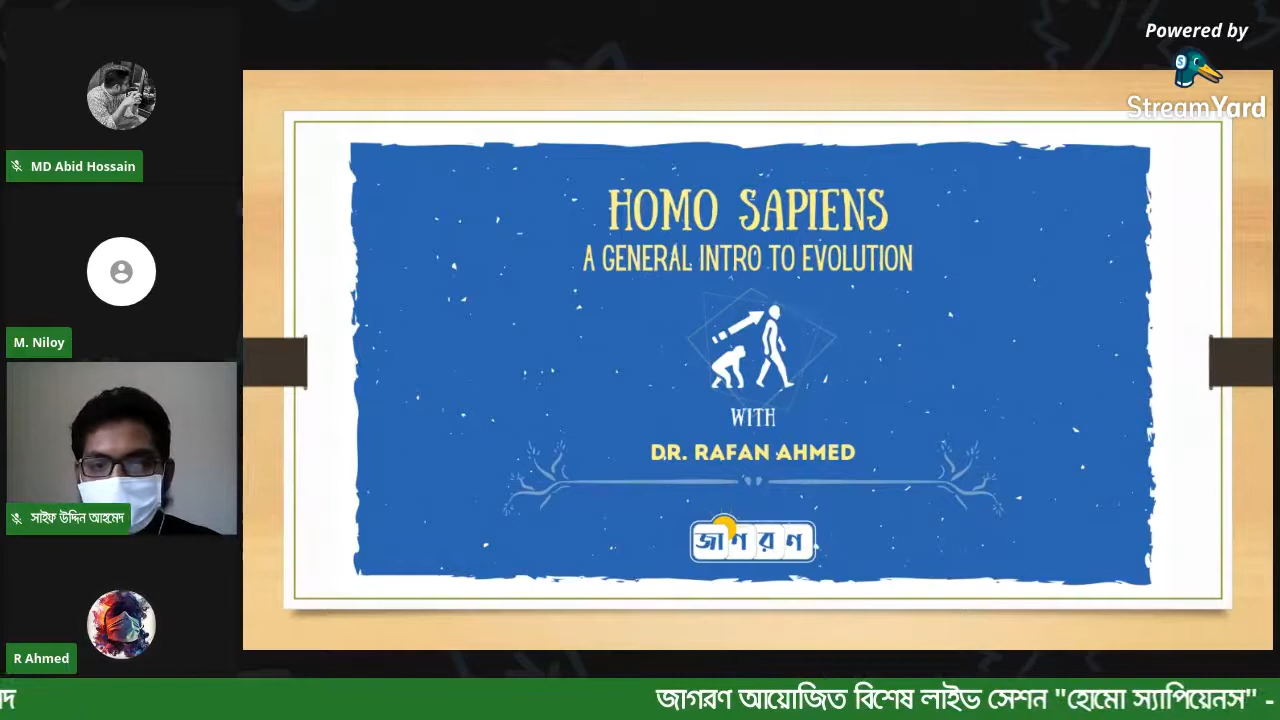 Powered by
StreamYard
MD Abid Hossain
M. Niloy
সাইফ উদ্দিন আহমেদ
R Ahmed
HOMO SAPIENS
A GENERAL INTRO TO EVOLUTION
WITH
DR. RAFAN AHMED
জাগরণ
জাগরণ আয়োজিত বিশেষ লাইভ সেশন "হোমো স্যাপিয়েনস" -